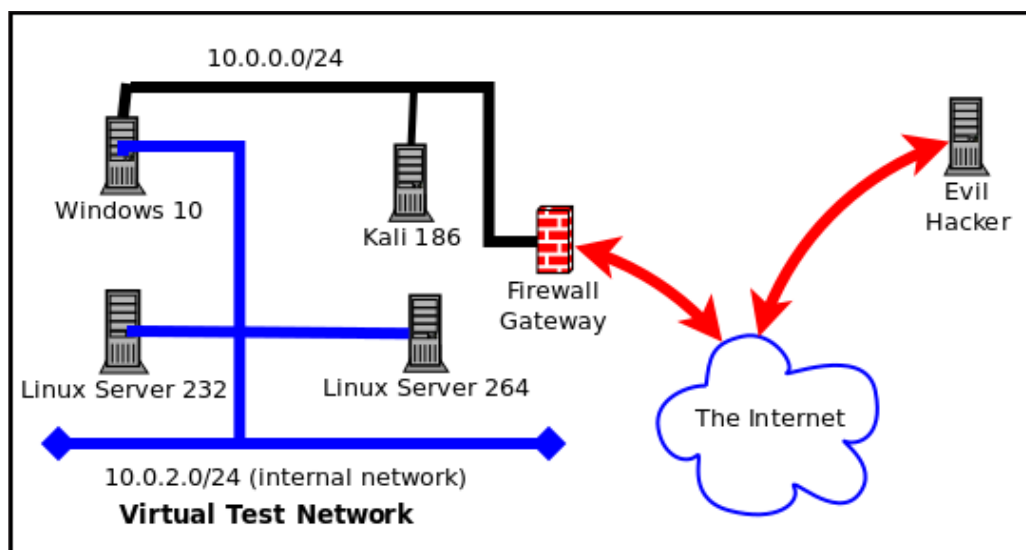 10.0.0.0/24
Windows 10
Kali 186
Evil
Hacker
Firewall
Gateway
Linux Server 232
Linux Server 264
The Internet
10.0.2.0/24 (internal network)
Virtual Test Network